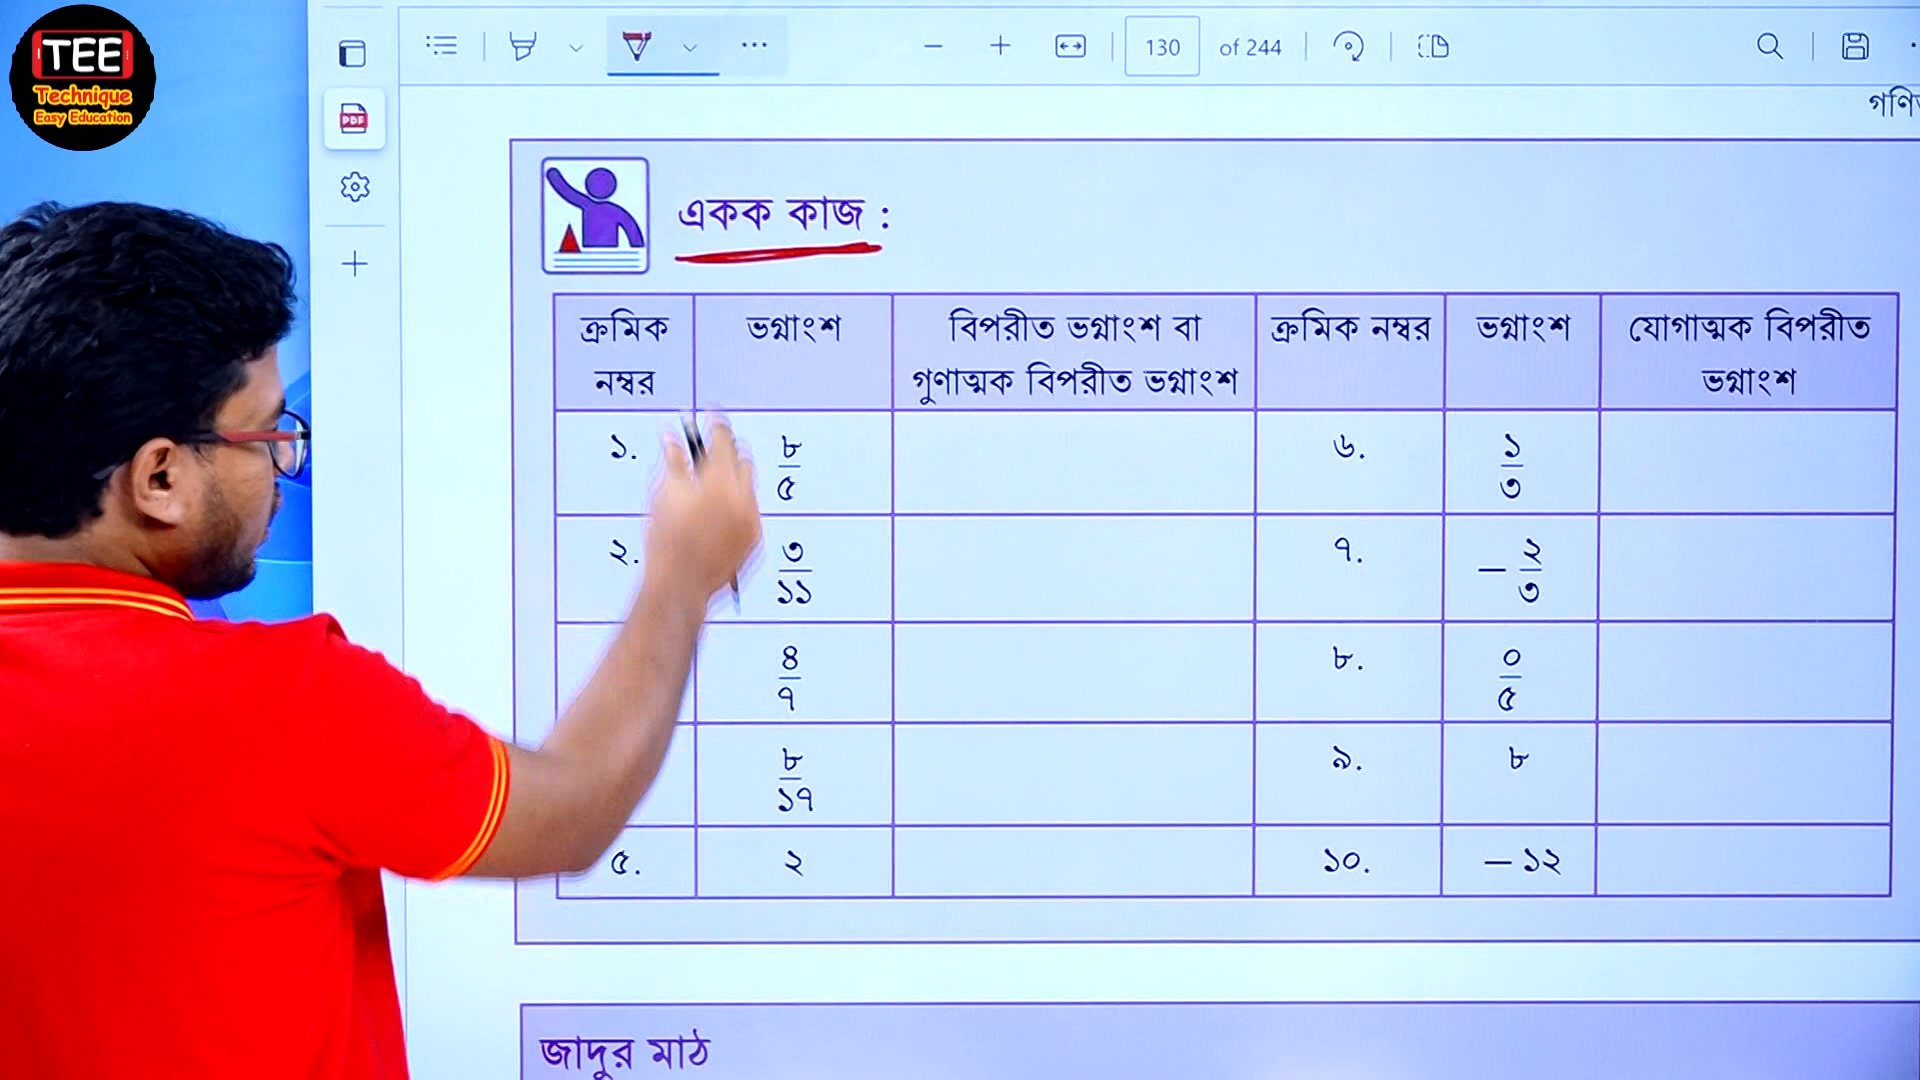 TEE
Technique
Easy Education
PDF
130 of 244
একক কাজ :
ক্রমিক নম্বর | ভগ্নাংশ | বিপরীত ভগ্নাংশ বা গুণাত্মক বিপরীত ভগ্নাংশ | ক্রমিক নম্বর | ভগ্নাংশ | যোগাত্মক বিপরীত ভগ্নাংশ
১. | ৮/৫ | | ৬. | ১/৩ |
২. | ৩/১১ | | ৭. | – ২/৩ |
৪/৭ | | ৮. | ০/৫ |
৮/১৭ | | ৯. | ৮ |
৫. | ২ | | ১০. | – ১২ |
জাদুর মাঠ